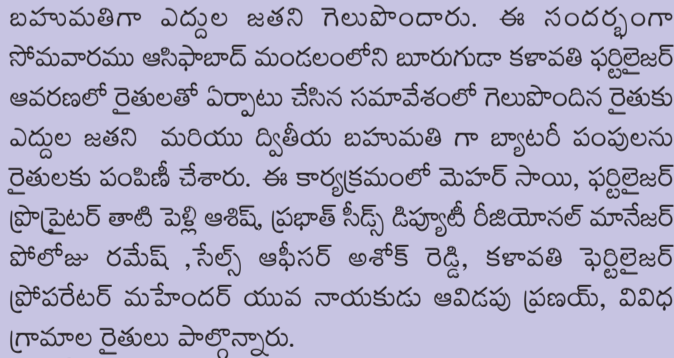 బహుమతిగా ఎద్దుల జతని గెలుపొందారు. ఈ సందర్భంగా
సోమవారము ఆసిఫాబాద్ మండలంలోని బూరుగుడా కళావతి ఫర్టిలైజర్
ఆవరణలో రైతులతో ఏర్పాటు చేసిన సమావేశంలో గెలుపొందిన రైతుకు
ఎద్దుల జతని మరియు ద్వితీయ బహుమతి గా బ్యాటరీ పంపులను
రైతులకు పంపిణీ చేశారు. ఈ కార్యక్రమంలో మెహర్ సాయి, ఫర్టిలైజర్
ప్రొప్రైటర్ తాటి పెళ్లి ఆశిష్, ప్రభాత్ సీడ్స్ డిప్యూటీ రీజియోనల్ మానేజర్
పోలోజు రమేష్ ,సేల్స్ ఆఫీసర్ అశోక్ రెడ్డి, కళావతి ఫెర్టిలైజర్
ప్రోపరేటర్ మహేందర్ యువ నాయకుడు ఆవిడపు ప్రణయ్, వివిధ
గ్రామాల రైతులు పాల్గొన్నారు.